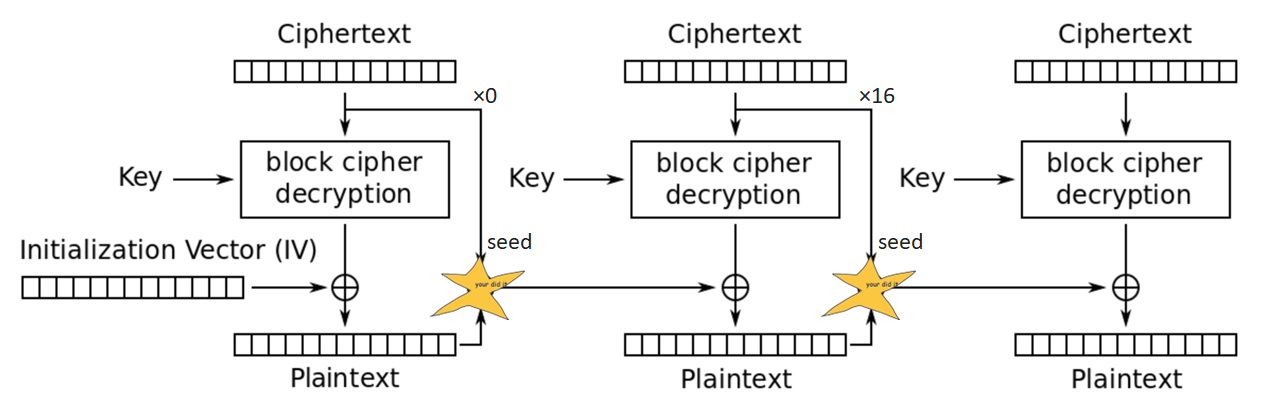 Ciphertext
Ciphertext
Ciphertext
×0
×16
Key
block cipher
decryption
Key
block cipher
decryption
Key
block cipher
decryption
Initialization Vector (IV)
seed
seed
your did it
your did it
Plaintext
Plaintext
Plaintext